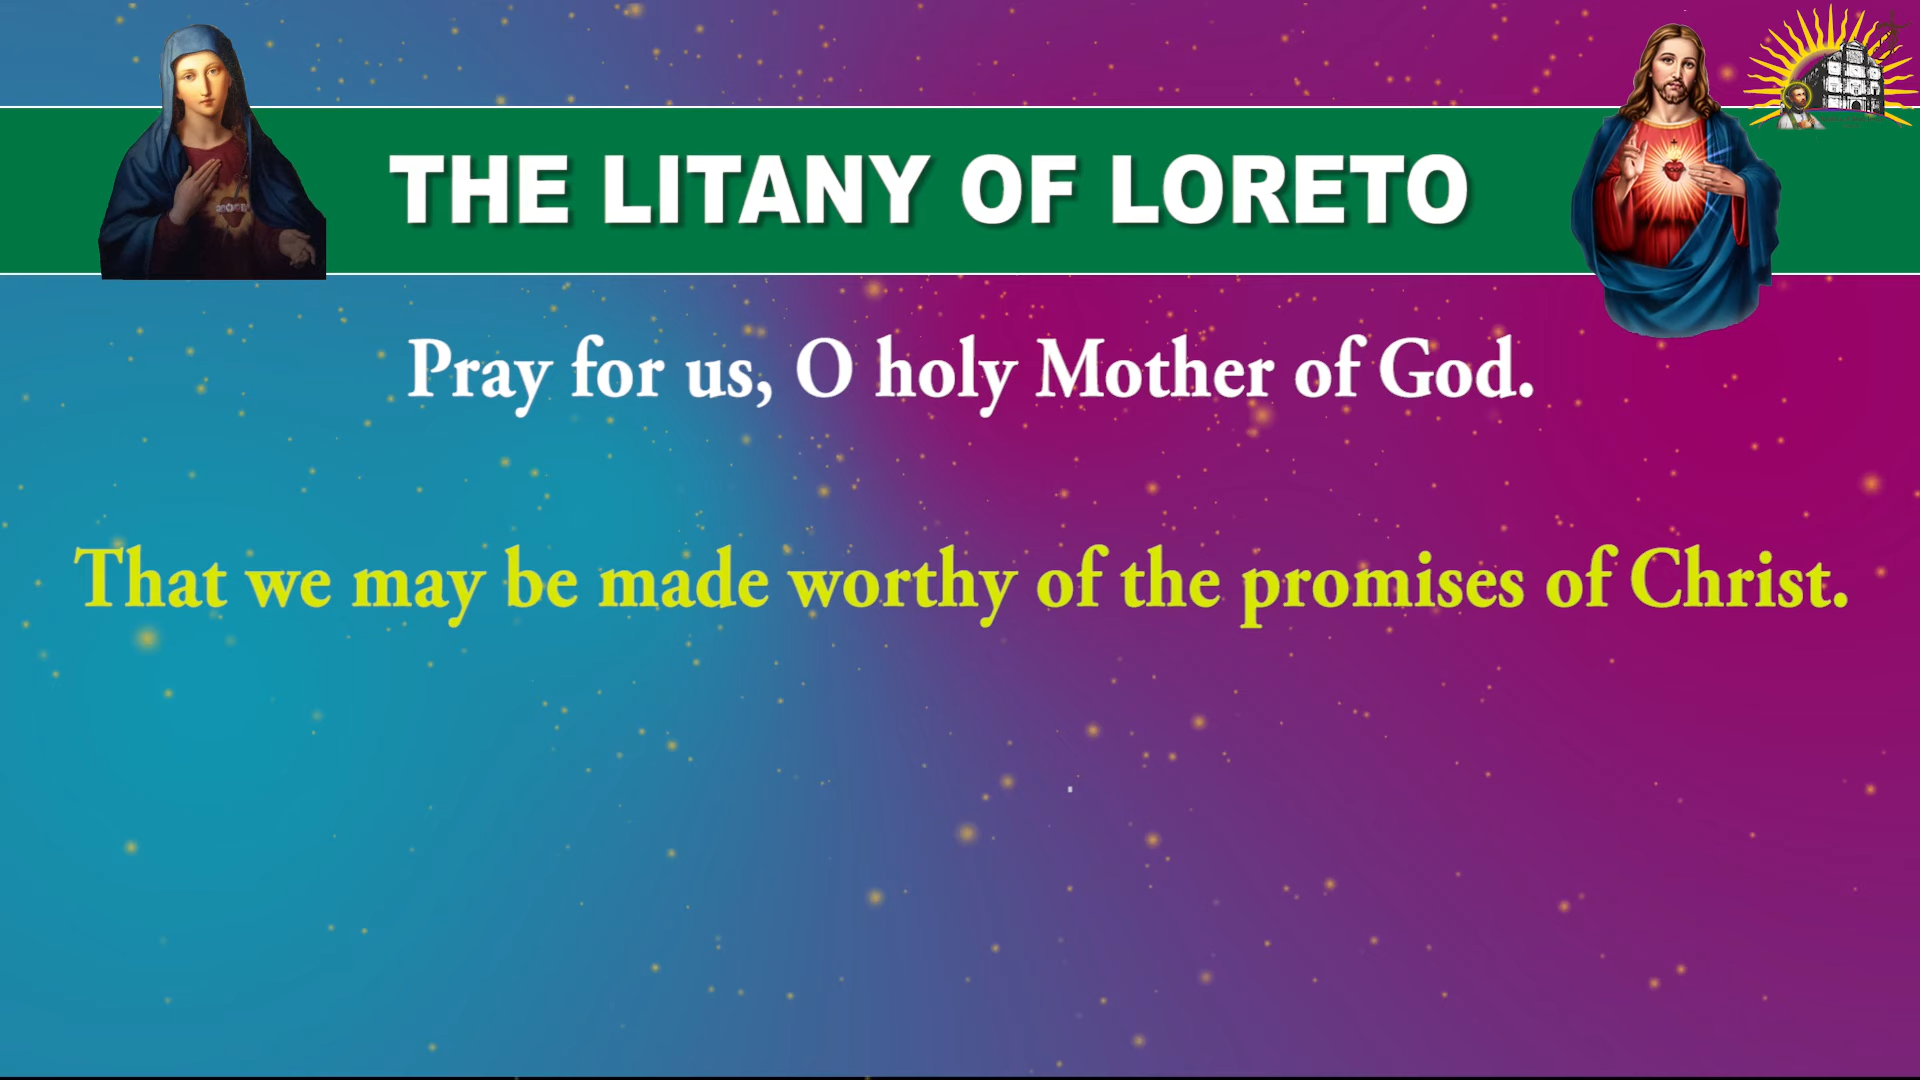 THE LITANY OF LORETO
Pray for us, O holy Mother of God.
That we may be made worthy of the promises of Christ.